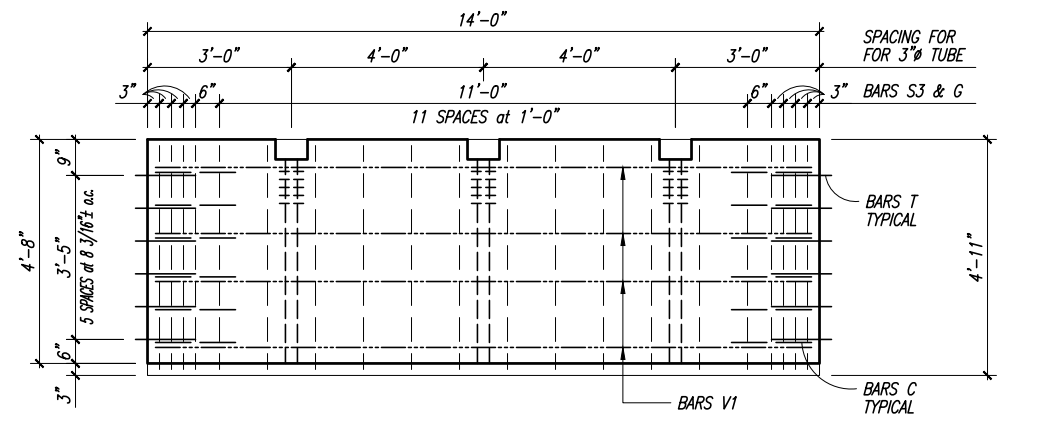 14'-0"
SPACING FOR
FOR 3"Ø TUBE
3'-0"
4'-0"
4'-0"
3'-0"
3"
6"
11'-0"
6"
3"
BARS S3 & G
11 SPACES at 1'-0"
9"
4'-8"
3'-5"
5 SPACES at 8 3/16"± o.c.
6"
3"
BARS T
TYPICAL
4'-11"
BARS V1
BARS C
TYPICAL